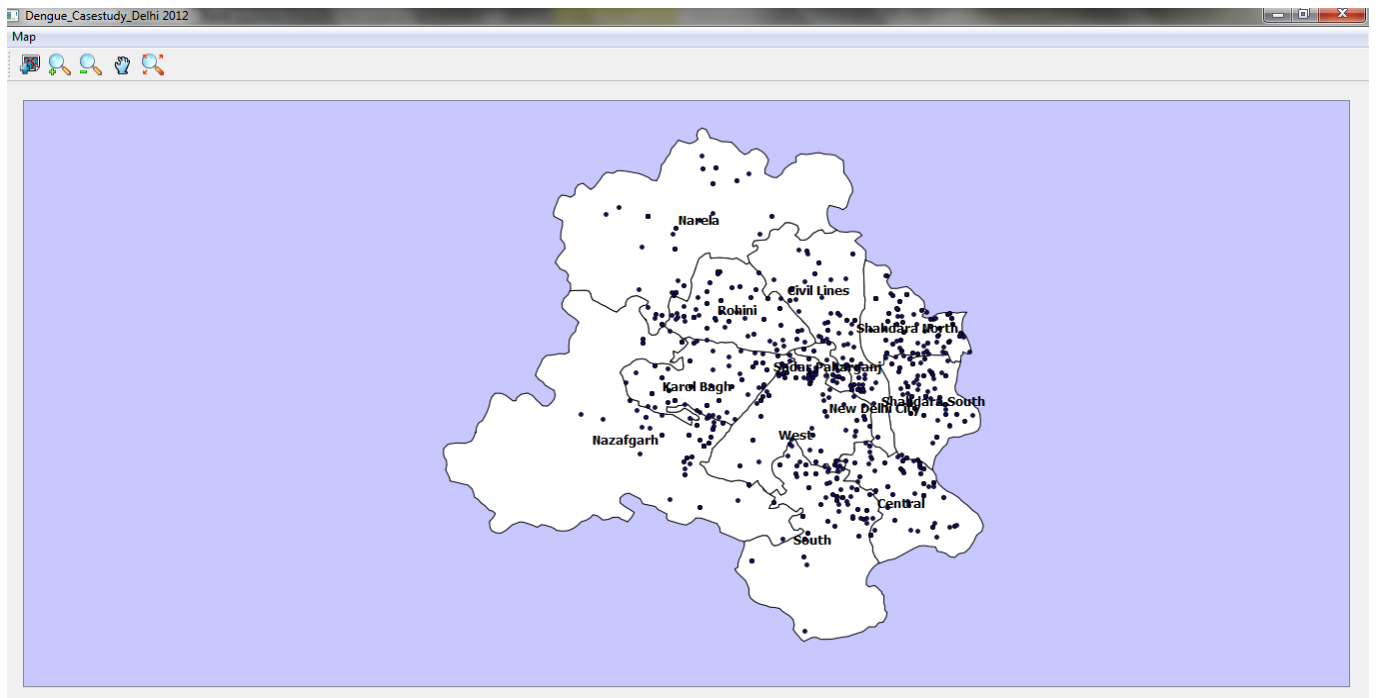 Dengue_Casestudy_Delhi 2012
Map
Narela
Civil Lines
Rohini
Shahdara North
Sadar Paharganj
Karol Bagh
Shahdara South
New Delhi City
West
Nazafgarh
Central
South